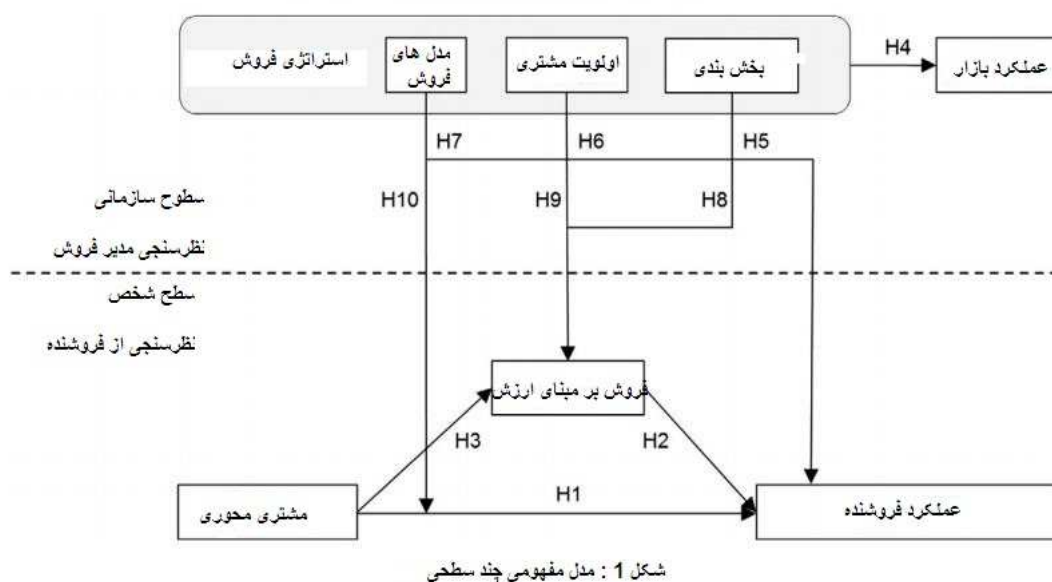 استراتژی فروش
مدل های
فروش
اولویت مشتری
بخش بندی
H4
عملکرد بازار
H7
H6
H5
H10
H9
H8
سطوح سازمانی
نظرسنجی مدیر فروش
سطح شخص
نظرسنجی از فروشنده
فروش بر مبنای ارزش
H3
H2
H1
مشتری محوری
عملکرد فروشنده
شکل 1 : مدل مفهومی چند سطحی